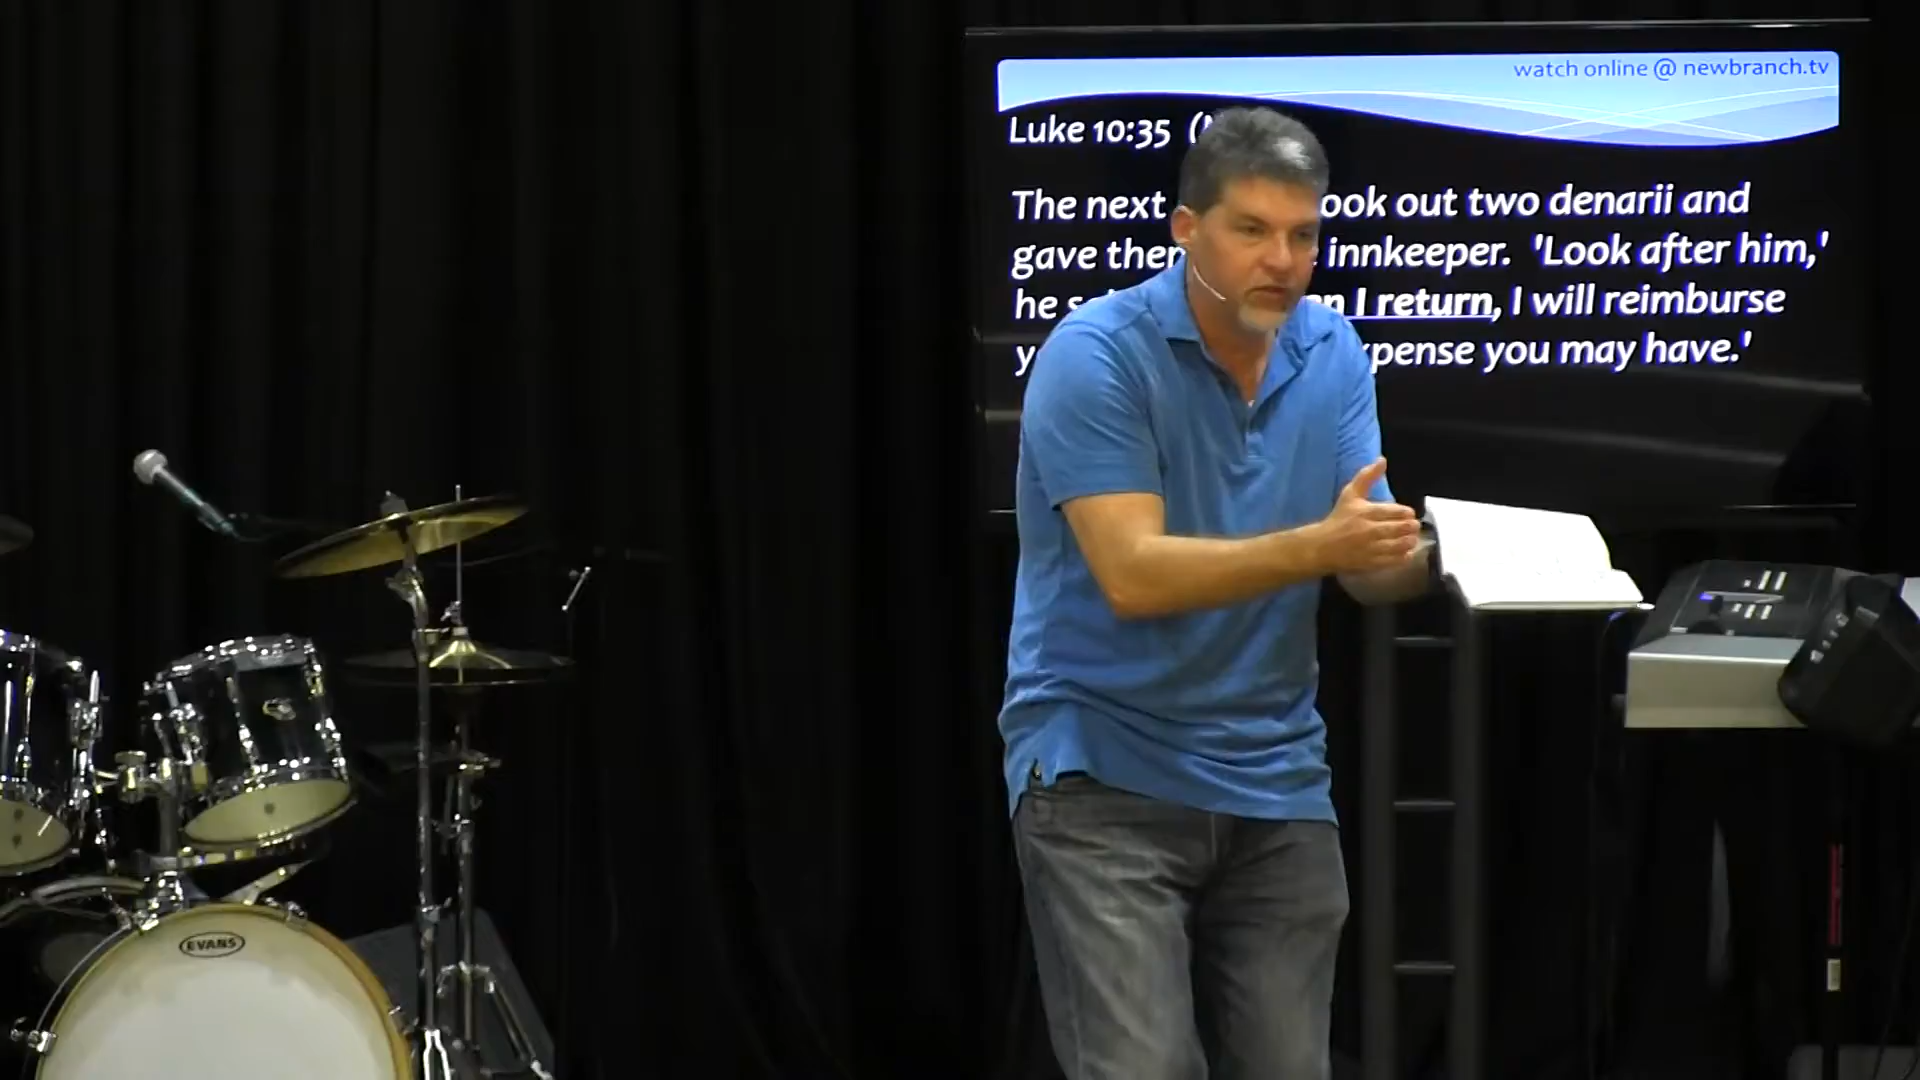 watch online @ newbranch.tv
Luke 10:35 (
The next ook out two denarii and
gave innkeeper. 'Look after him,'
he I return, I will reimburse
pense you may have.'
EVANS